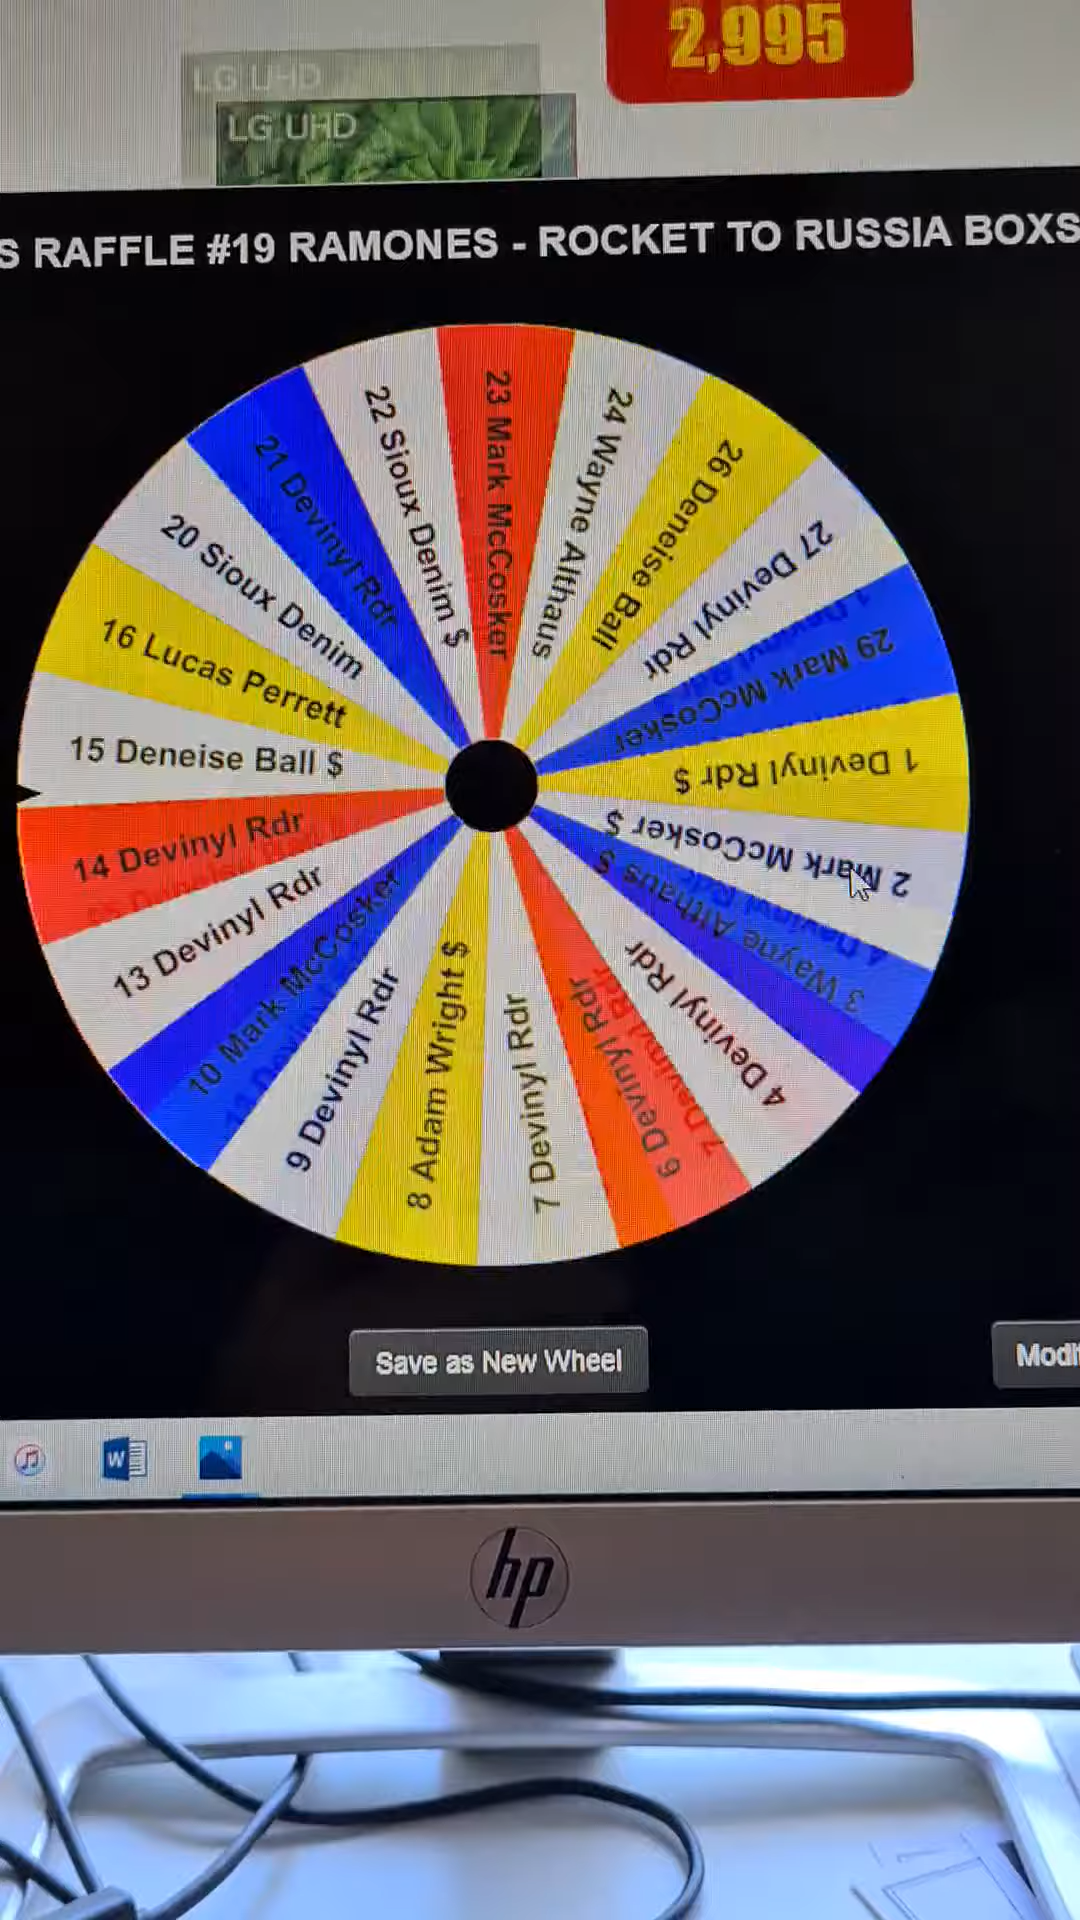 2,995
LG UHD
LG UHD
S RAFFLE #19 RAMONES - ROCKET TO RUSSIA BOXS
23 Mark McCosker
24 Wayne Althaus
26 Deneise Ball
27 Devinyl Rdr
29 Mark McCosker
1 Devinyl Rdr $
2 Mark McCosker $
3 Wayne Althaus $
4 Devinyl Rdr
6 Devinyl Rdr
7 Devinyl Rdr
8 Adam Wright $
9 Devinyl Rdr
10 Mark McCosker
13 Devinyl Rdr
14 Devinyl Rdr
15 Deneise Ball $
16 Lucas Perrett
20 Sioux Denim
21 Devinyl Rdr
22 Sioux Denim $
Save as New Wheel
Modi
W
hp